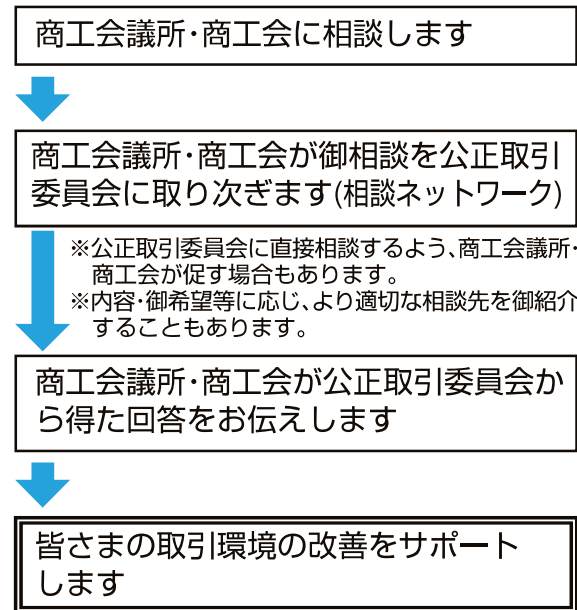 商工会議所・商工会に相談します
商工会議所・商工会が御相談を公正取引
委員会に取り次ぎます(相談ネットワーク)
※公正取引委員会に直接相談するよう、商工会議所・
商工会が促す場合もあります。
※内容・御希望等に応じ、より適切な相談先を御紹介
することもあります。
商工会議所・商工会が公正取引委員会か
ら得た回答をお伝えします
皆さまの取引環境の改善をサポート
します